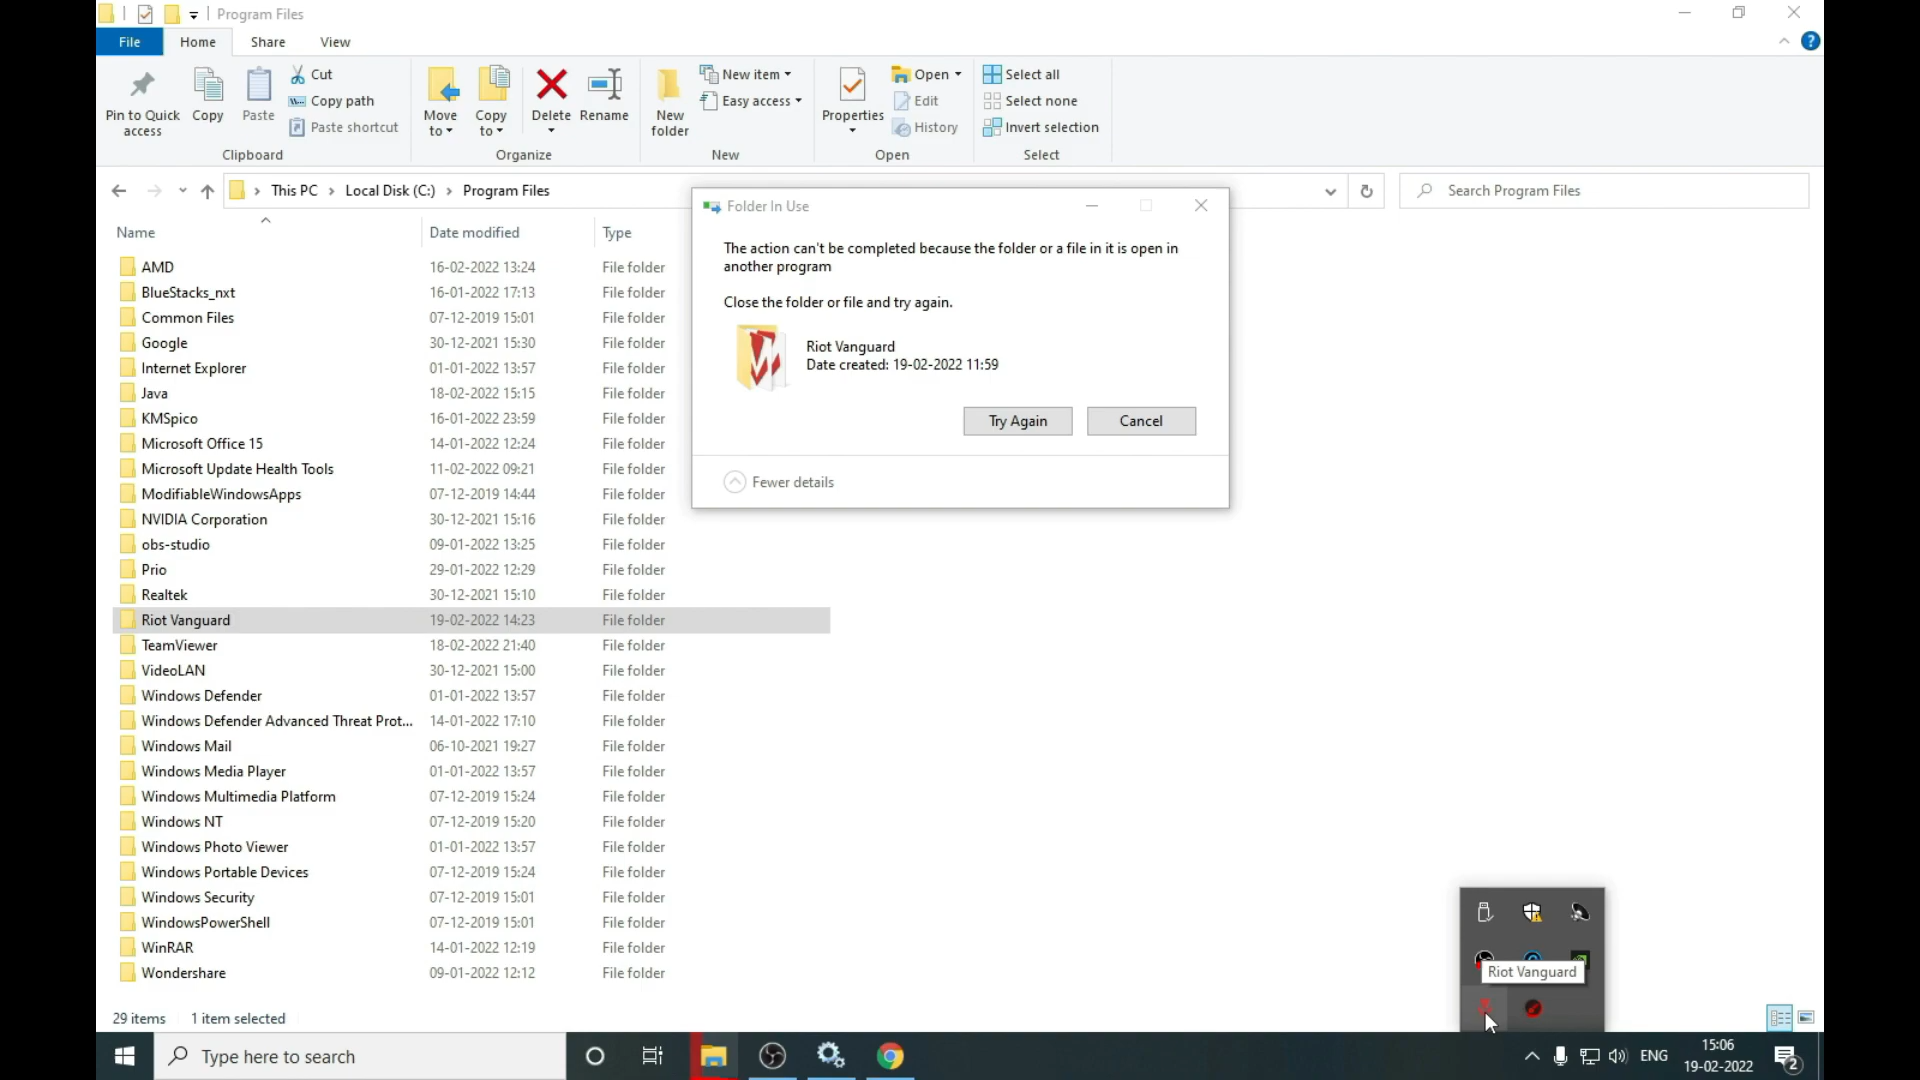 Program Files
File
Home
Share
View
Pin to Quick
access
Copy
Paste
Cut
Copy path
Paste shortcut
Clipboard
Move
to
Copy
to
Delete
Rename
Organize
New
folder
New item
Easy access
New
Properties
Open
Edit
History
Open
Select all
Select none
Invert selection
Select
This PC > Local Disk (C:) > Program Files
Search Program Files
Name Date modified Type
AMD 16-02-2022 13:24 File folder
BlueStacks_nxt 16-01-2022 17:13 File folder
Common Files 07-12-2019 15:01 File folder
Google 30-12-2021 15:30 File folder
Internet Explorer 01-01-2022 13:57 File folder
Java 18-02-2022 15:15 File folder
KMSpico 16-01-2022 23:59 File folder
Microsoft Office 15 14-01-2022 12:24 File folder
Microsoft Update Health Tools 11-02-2022 09:21 File folder
ModifiableWindowsApps 07-12-2019 14:44 File folder
NVIDIA Corporation 30-12-2021 15:16 File folder
obs-studio 09-01-2022 13:25 File folder
Prio 29-01-2022 12:29 File folder
Realtek 30-12-2021 15:10 File folder
Riot Vanguard 19-02-2022 14:23 File folder
TeamViewer 18-02-2022 21:40 File folder
VideoLAN 30-12-2021 15:00 File folder
Windows Defender 01-01-2022 13:57 File folder
Windows Defender Advanced Threat Prot... 14-01-2022 17:10 File folder
Windows Mail 06-10-2021 19:27 File folder
Windows Media Player 01-01-2022 13:57 File folder
Windows Multimedia Platform 07-12-2019 15:24 File folder
Windows NT 07-12-2019 15:20 File folder
Windows Photo Viewer 01-01-2022 13:57 File folder
Windows Portable Devices 07-12-2019 15:24 File folder
Windows Security 07-12-2019 15:01 File folder
WindowsPowerShell 07-12-2019 15:01 File folder
WinRAR 14-01-2022 12:19 File folder
Wondershare 09-01-2022 12:12 File folder
Folder In Use
The action can't be completed because the folder or a file in it is open in
another program
Close the folder or file and try again.
Riot Vanguard
Date created: 19-02-2022 11:59
Try Again
Cancel
Fewer details
Riot Vanguard
29 items 1 item selected
Type here to search
ENG
15:06
19-02-2022
2